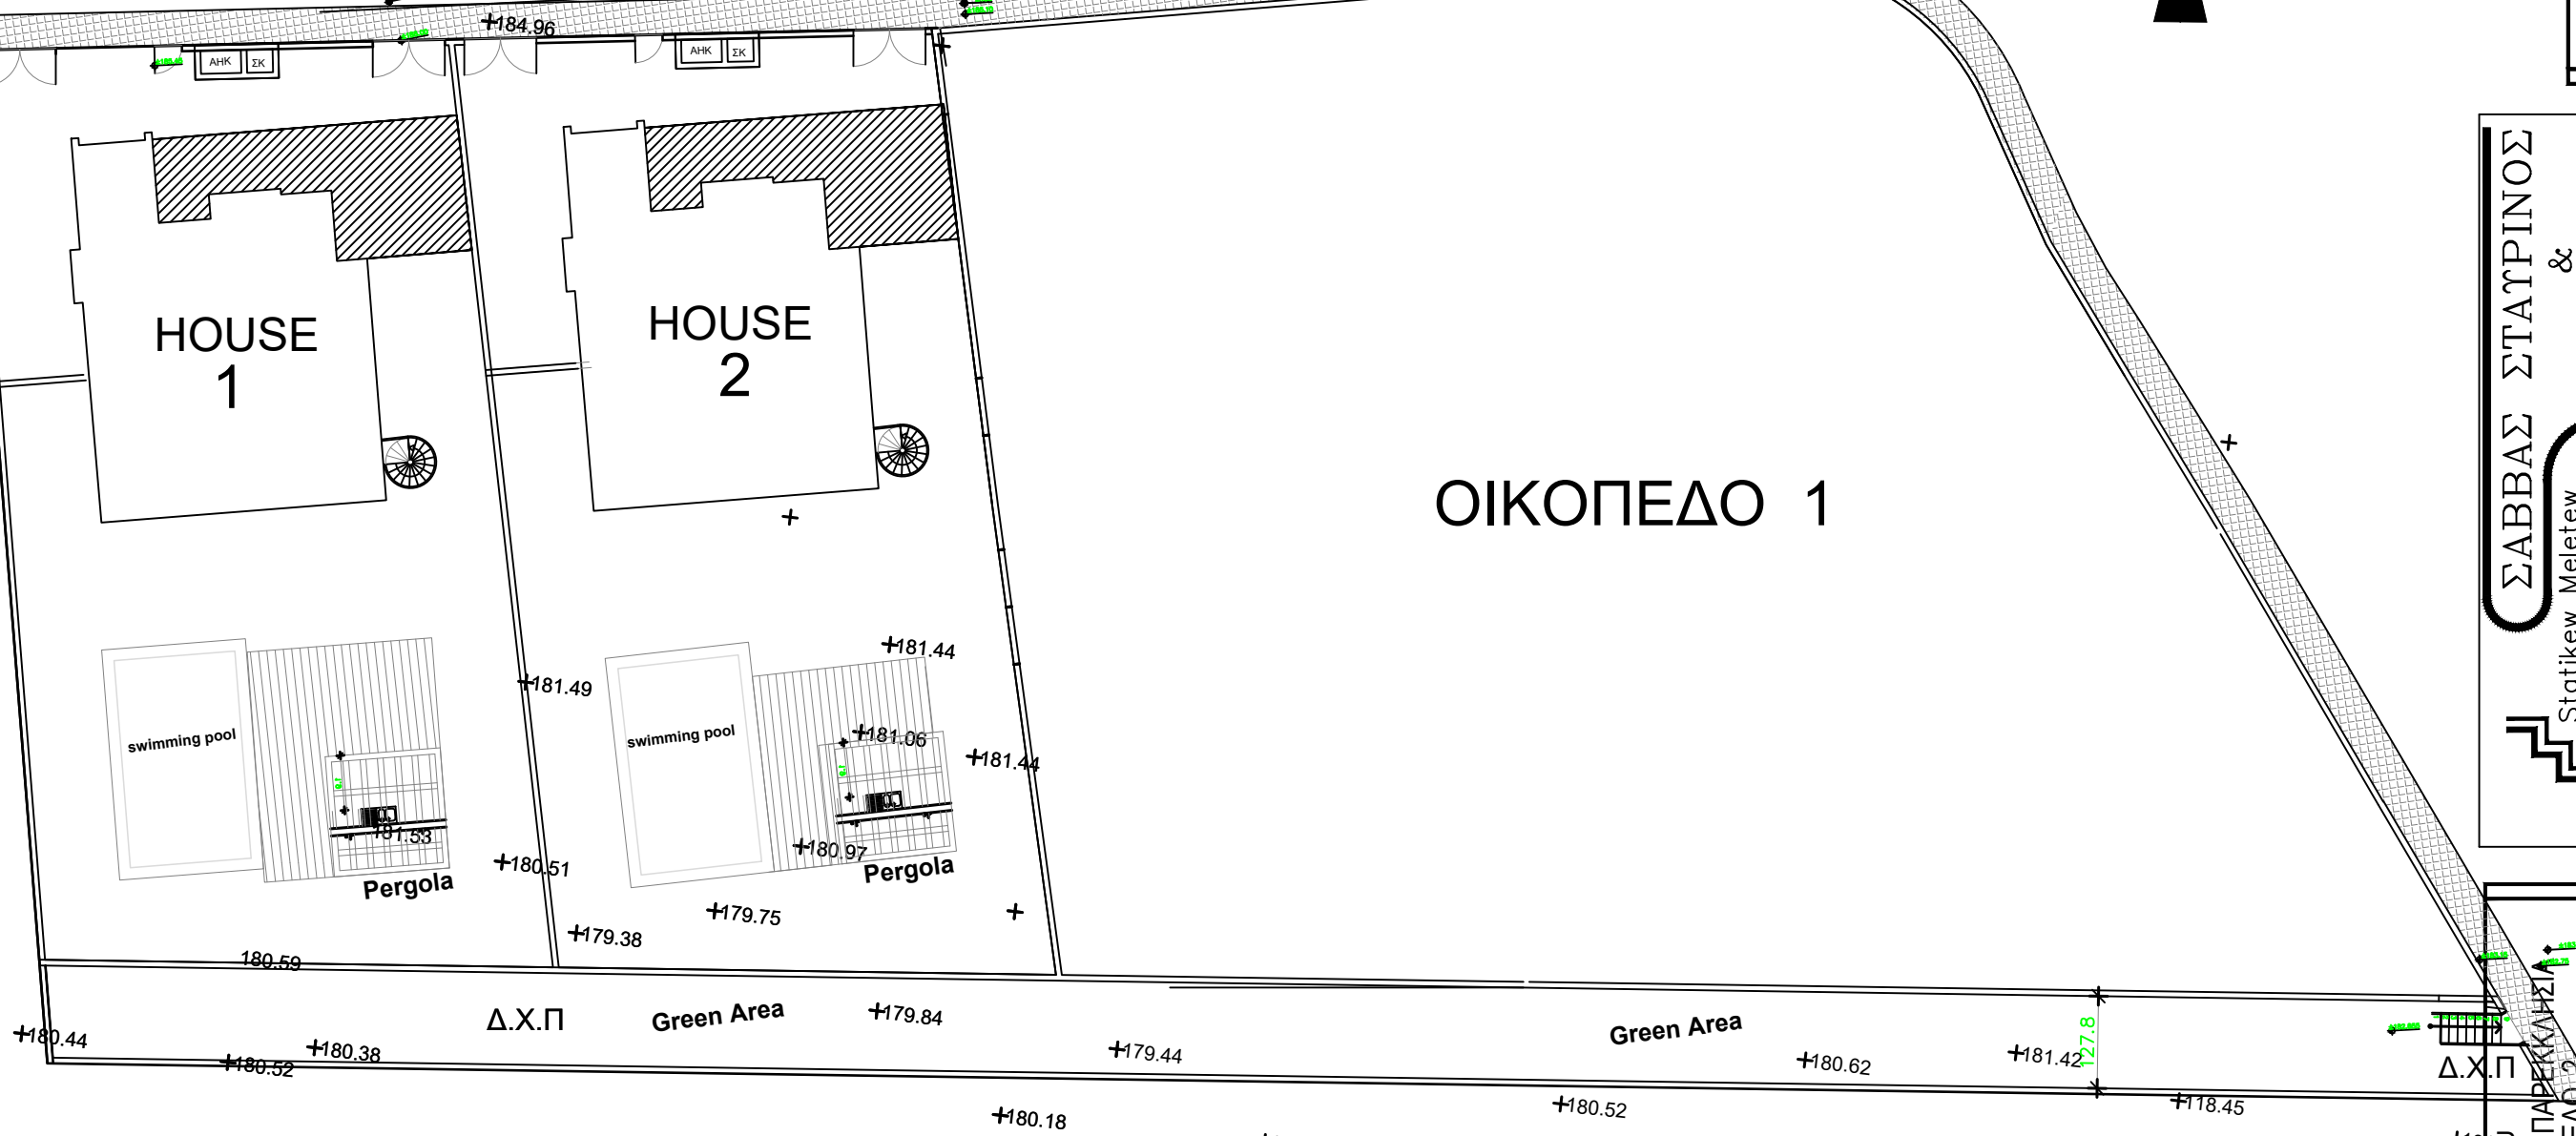 184.96
ΑΗΚ ΣΚ
ΑΗΚ ΣΚ
HOUSE
1
HOUSE
2
ΟΙΚΟΠΕΔΟ 1
ΣΑΒΒΑΣ ΣΤΑΥΡΙΝΟΣ
&
Statikew Meletew
swimming pool
181.53
Pergola
181.49
180.51
swimming pool
181.44
181.06
181.44
180.97
Pergola
179.75
179.38
180.59
Δ.Χ.Π
Green Area
179.84
Green Area
180.44
180.52
180.38
179.44
180.62
181.42
127.8
Δ.Χ.Π
ΠΑΡΕΚΚΛΗΣΙΑ
180.18
180.52
118.45